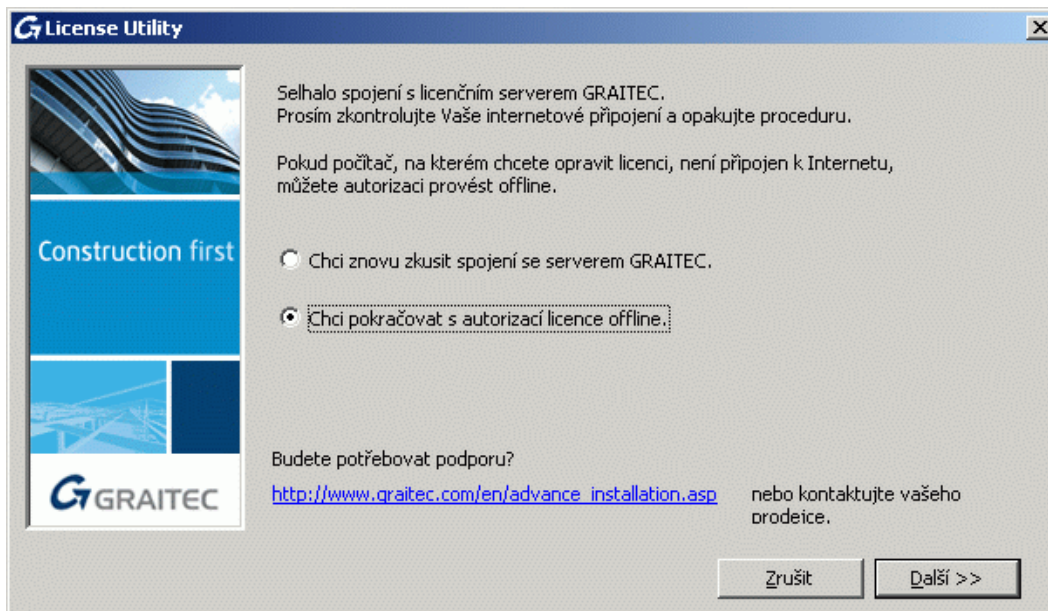 License Utility
Selhalo spojení s licenčním serverem GRAITEC.
Prosím zkontrolujte Vaše internetové připojení a opakujte proceduru.
Pokud počítač, na kterém chcete opravit licenci, není připojen k Internetu,
můžete autorizaci provést offline.
Construction first
Chci znovu zkusit spojení se serverem GRAITEC.
Chci pokračovat s autorizací licence offline.
GRAITEC
Budete potřebovat podporu?
http://www.graitec.com/en/advance_installation.asp nebo kontaktujte vašeho
prodejce.
Zrušit Další >>